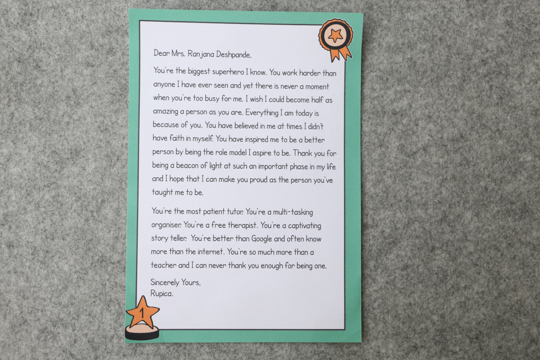 Dear Mrs. Ranjana Deshpande,
You're the biggest superhero I know. You work harder than
anyone I have ever seen and yet there is never a moment
when you're too busy for me. I wish I could become half as
amazing a person as you are. Everything I am today is
because of you. You have believed in me at times I didn't
have faith in myself. You have inspired me to be a better
person by being the role model I aspire to be. Thank you for
being a beacon of light at such an important phase in my life
and I hope that I can make you proud as the person you've
taught me to be.
You're the most patient tutor. You're a multi-tasking
organiser. You're a free therapist. You're a captivating
story teller. You're better than Google and often know
more than the internet. You're so much more than a
teacher and I can never thank you enough for being one.
Sincerely Yours,
Rupica.
1